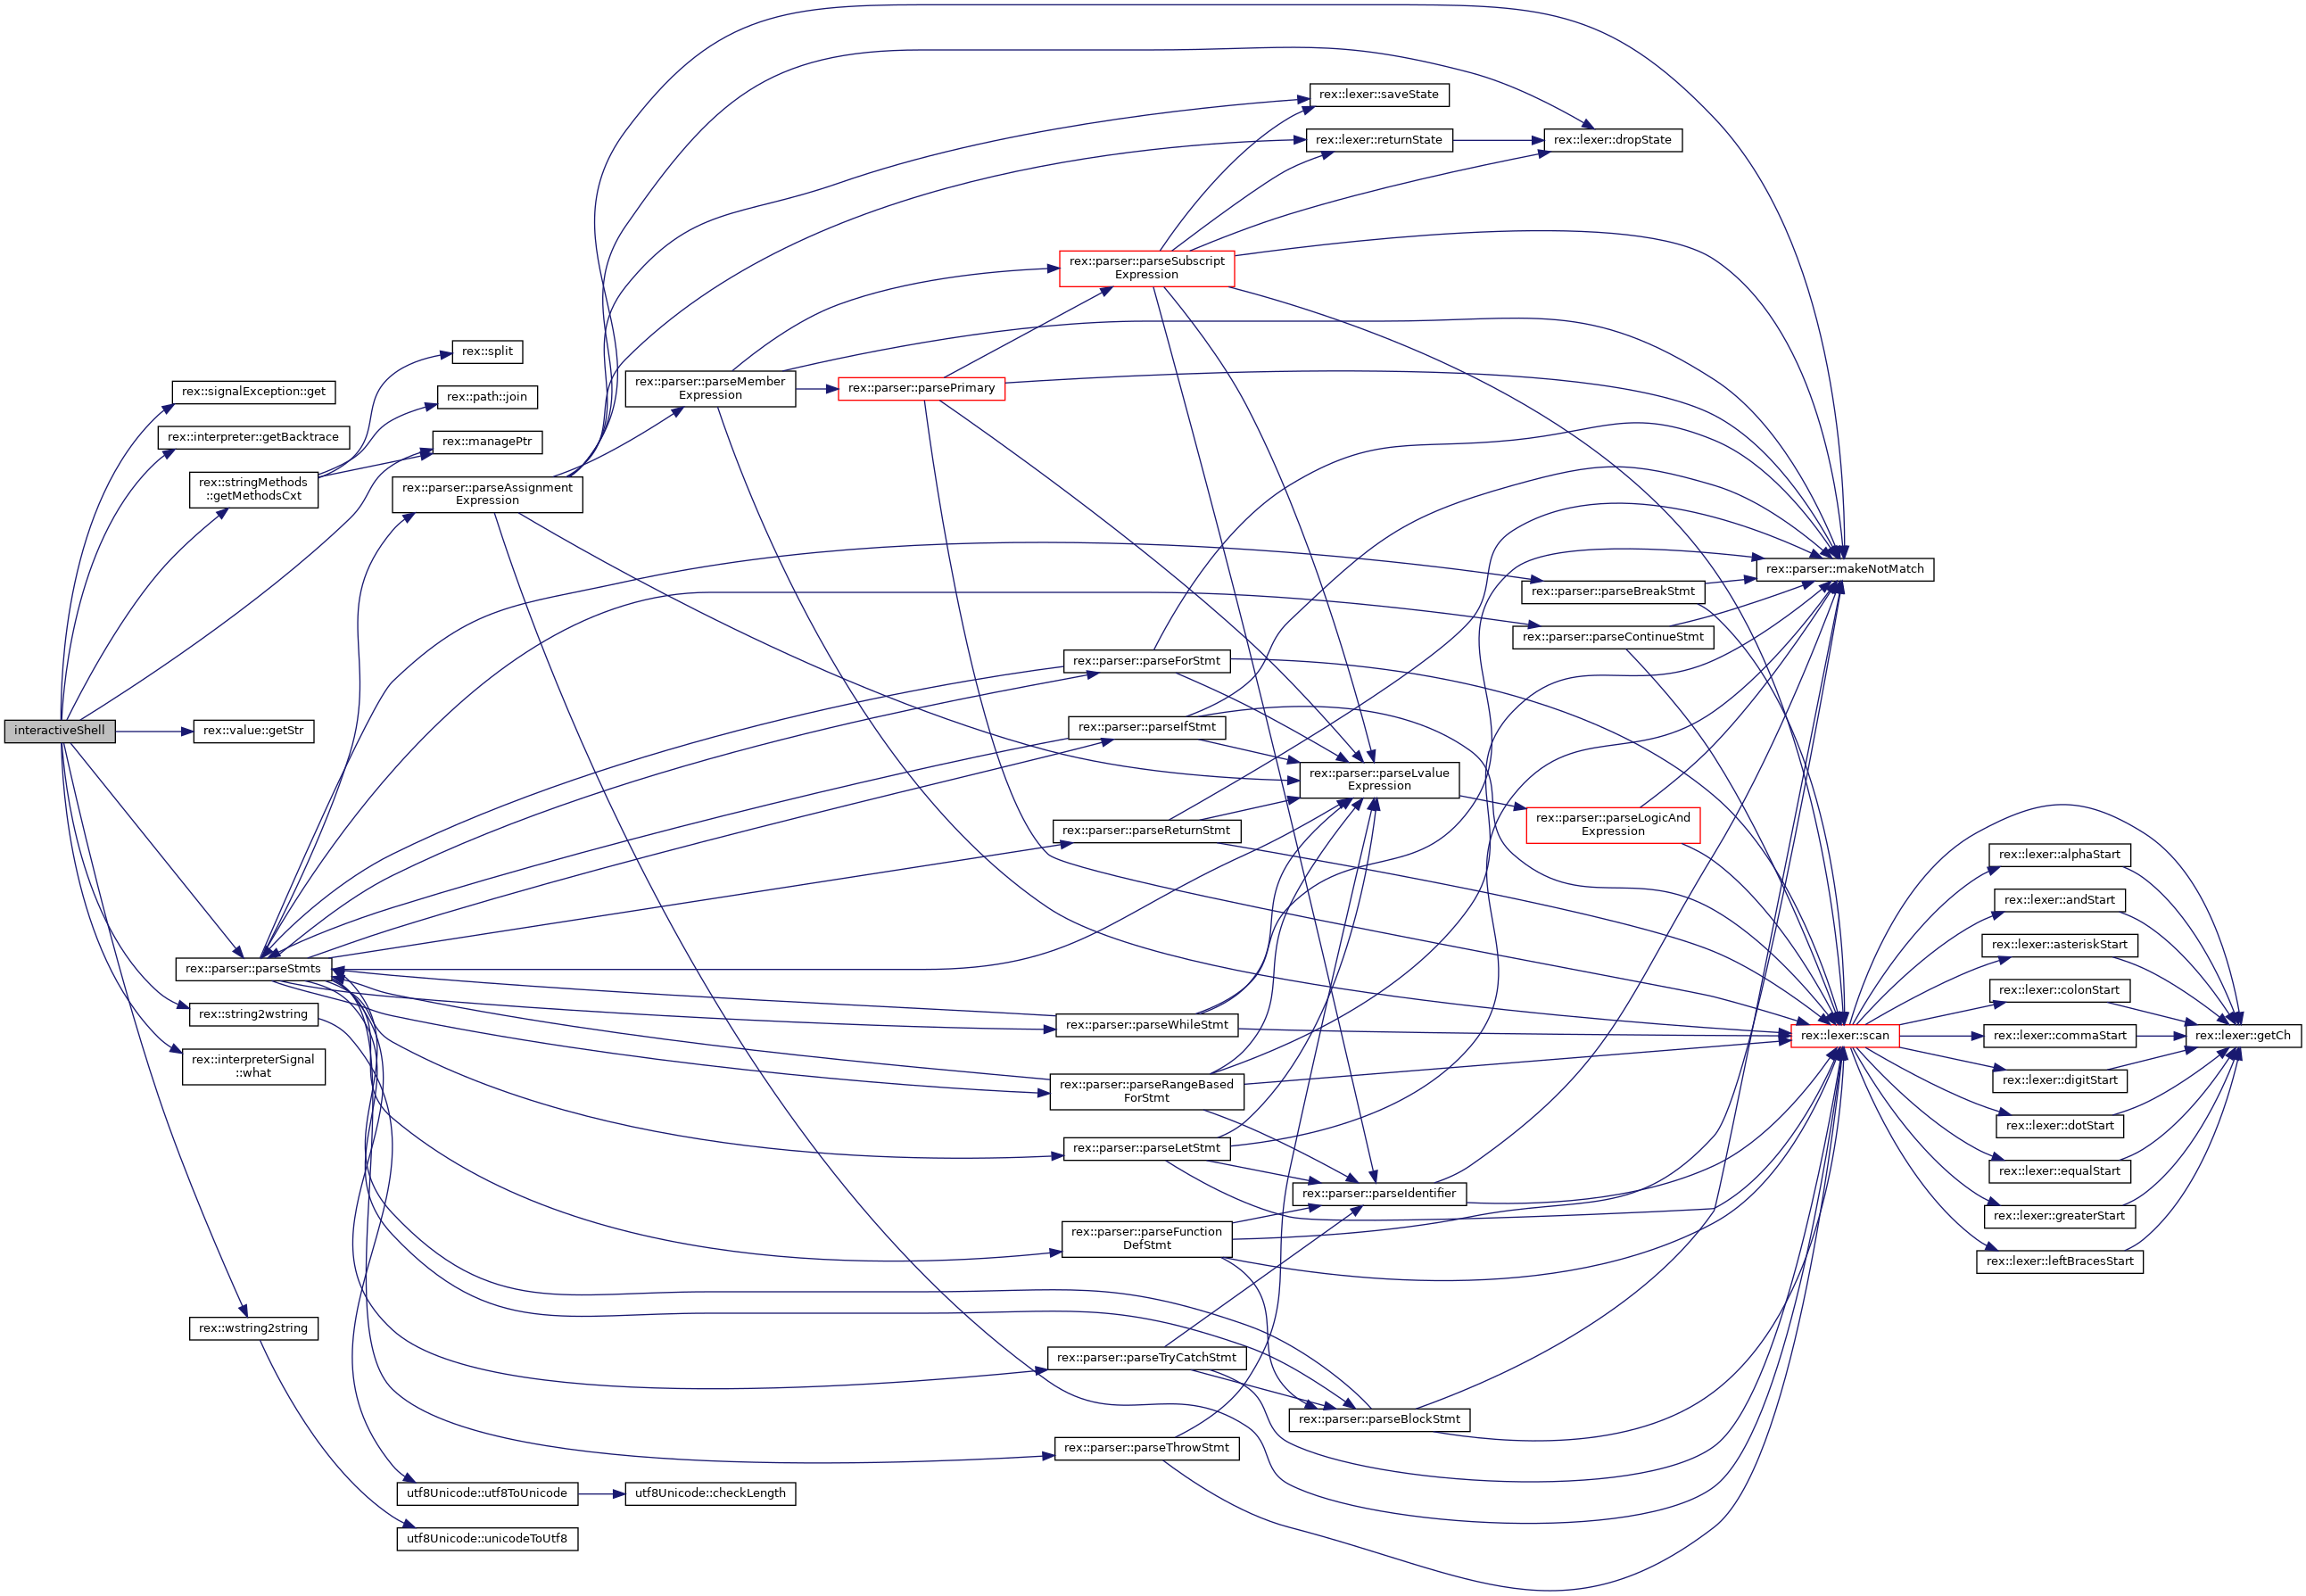 interactiveShell
rex::signalException::get
rex::interpreter::getBacktrace
rex::stringMethods
::getMethodsCxt
rex::value::getStr
rex::parser::parseStmts
rex::string2wstring
rex::interpreterSignal
::what
rex::wstring2string
rex::split
rex::path::join
rex::managePtr
rex::parser::parseAssignment
Expression
utf8Unicode::utf8ToUnicode
utf8Unicode::unicodeToUtf8
rex::parser::parseMember
Expression
utf8Unicode::checkLength
rex::parser::parsePrimary
rex::parser::parseSubscript
Expression
rex::parser::parseForStmt
rex::parser::parseIfStmt
rex::parser::parseReturnStmt
rex::parser::parseWhileStmt
rex::parser::parseRangeBased
ForStmt
rex::parser::parseLetStmt
rex::parser::parseFunction
DefStmt
rex::parser::parseTryCatchStmt
rex::parser::parseThrowStmt
rex::lexer::saveState
rex::lexer::returnState
rex::parser::parseLvalue
Expression
rex::parser::parseIdentifier
rex::parser::parseBlockStmt
rex::lexer::dropState
rex::parser::parseBreakStmt
rex::parser::parseContinueStmt
rex::parser::parseLogicAnd
Expression
rex::parser::makeNotMatch
rex::lexer::scan
rex::lexer::alphaStart
rex::lexer::andStart
rex::lexer::asteriskStart
rex::lexer::colonStart
rex::lexer::commaStart
rex::lexer::digitStart
rex::lexer::dotStart
rex::lexer::equalStart
rex::lexer::greaterStart
rex::lexer::leftBracesStart
rex::lexer::getCh